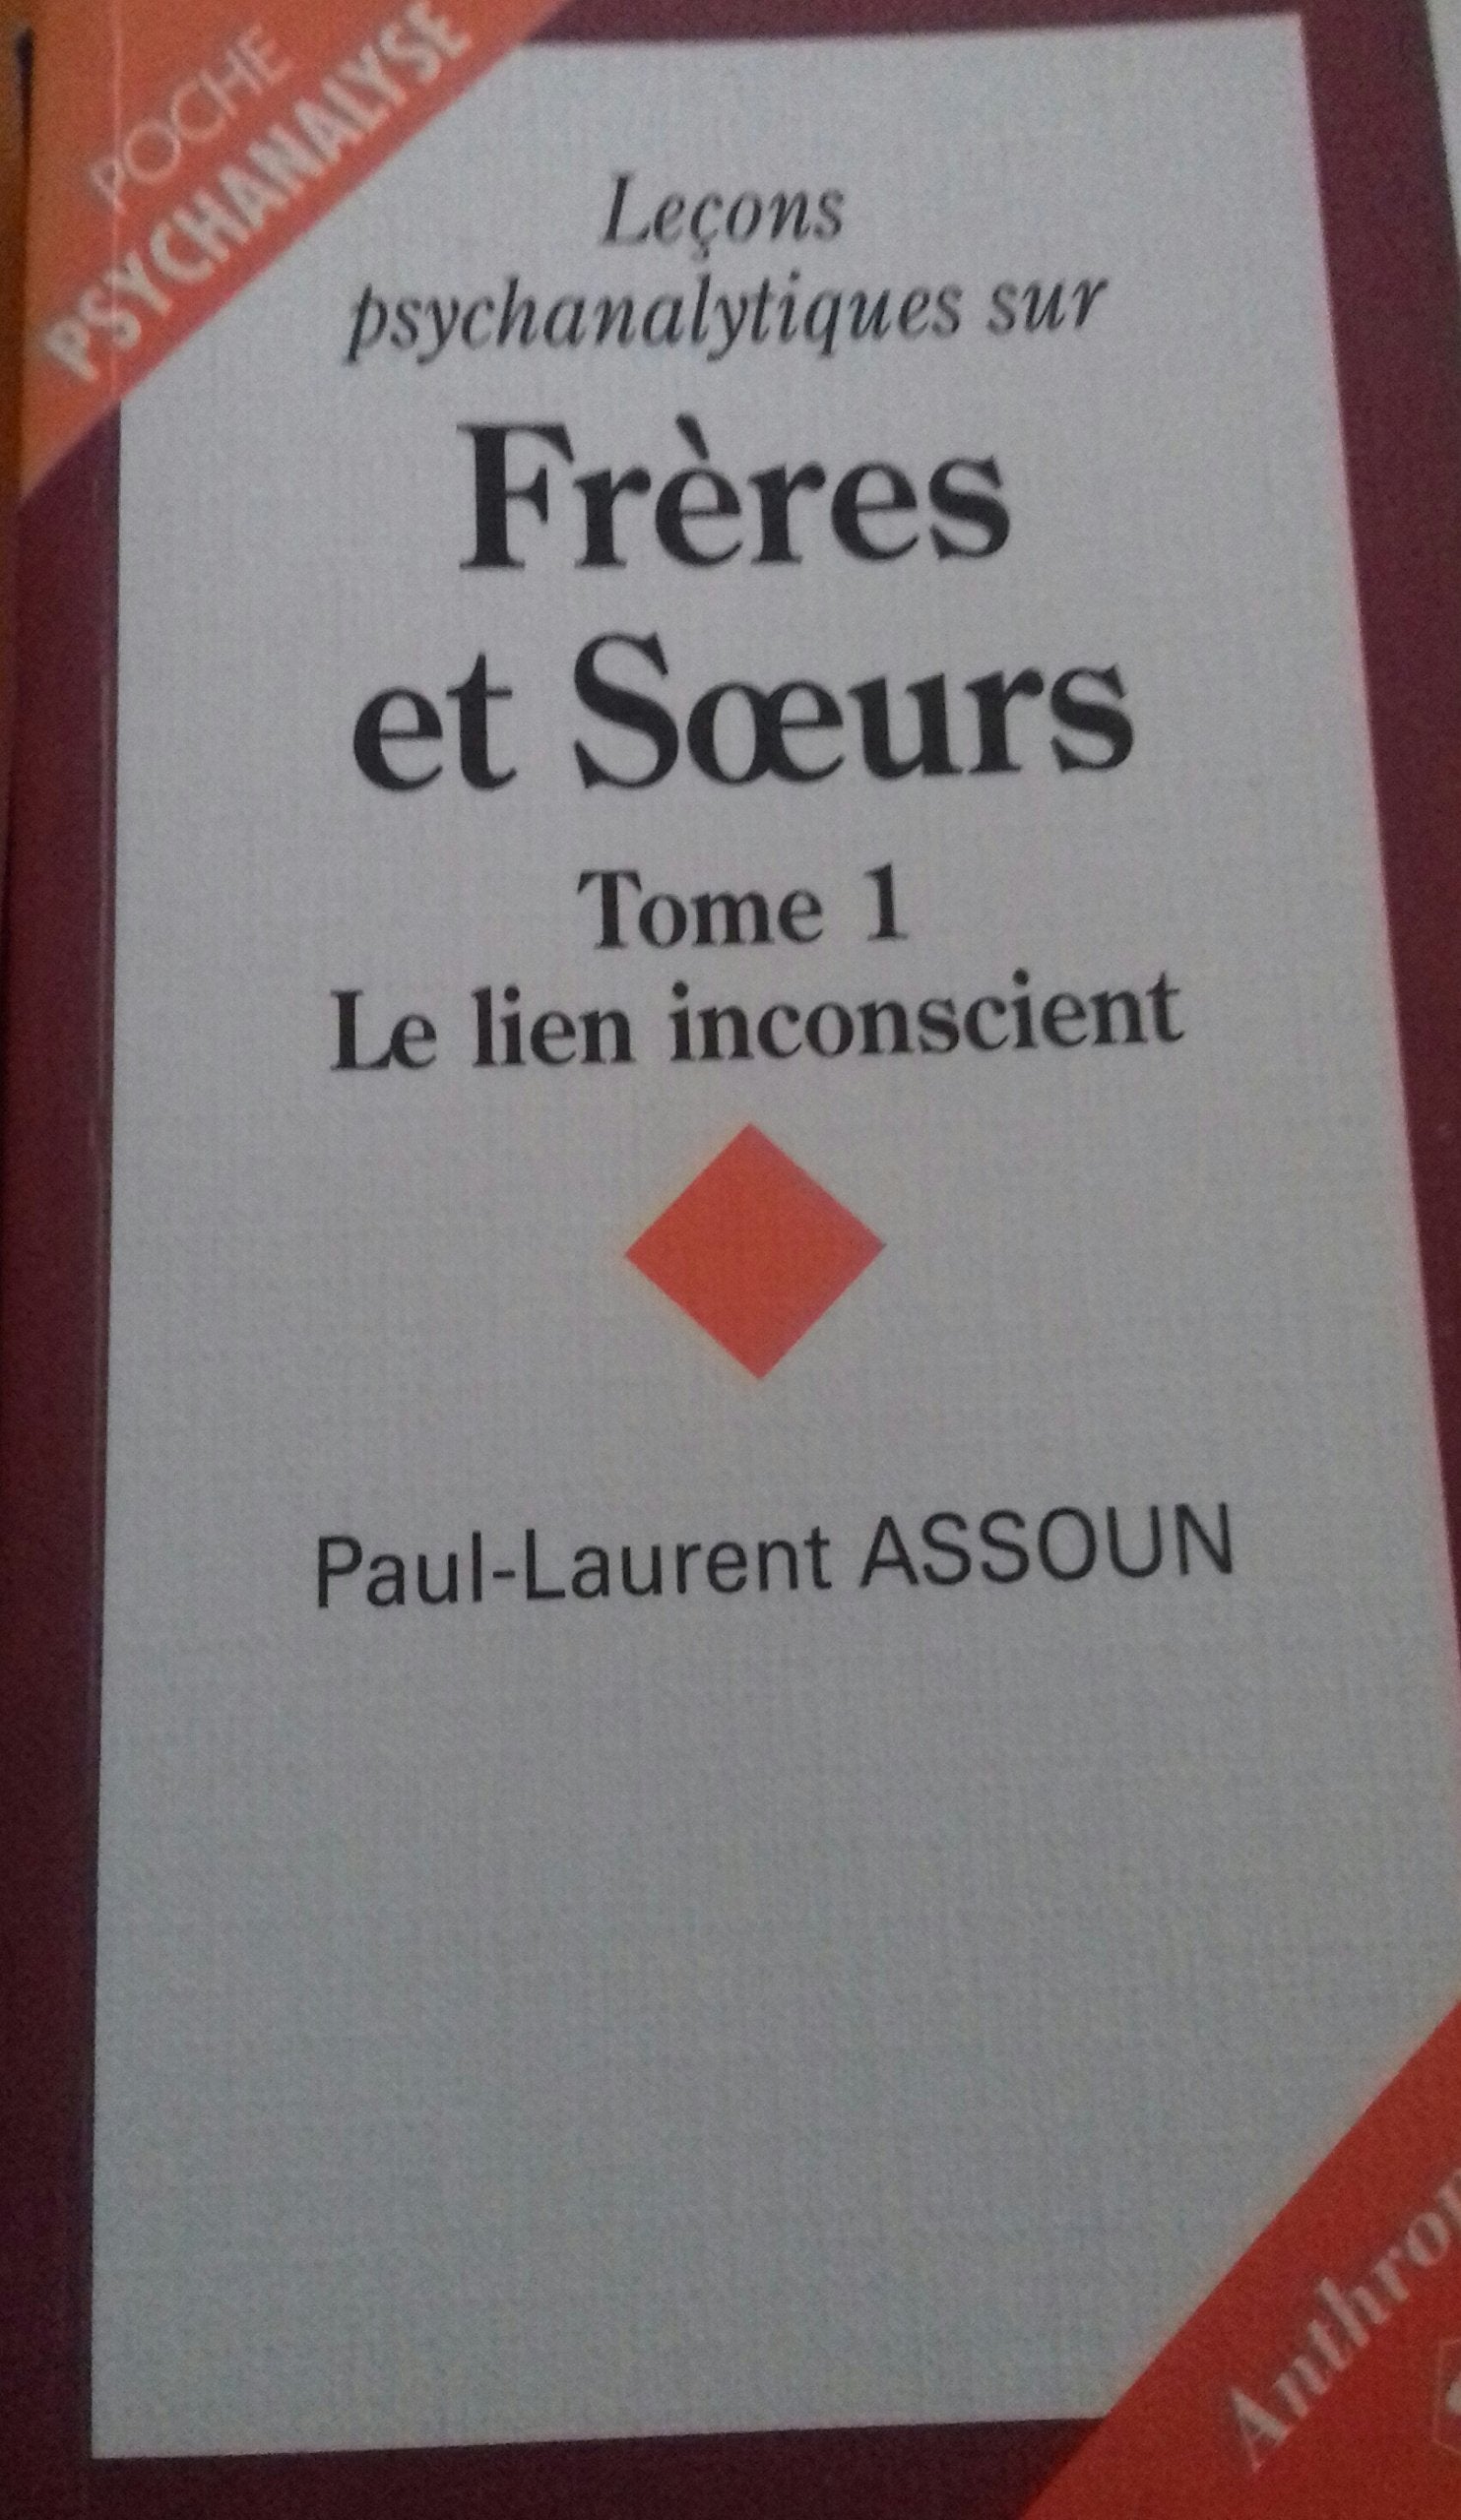 POCHE
PSYCHANALYSE
Leçons
psychanalytiques sur
Frères
et Sœurs
Tome 1
Le lien inconscient
Paul-Laurent ASSOUN